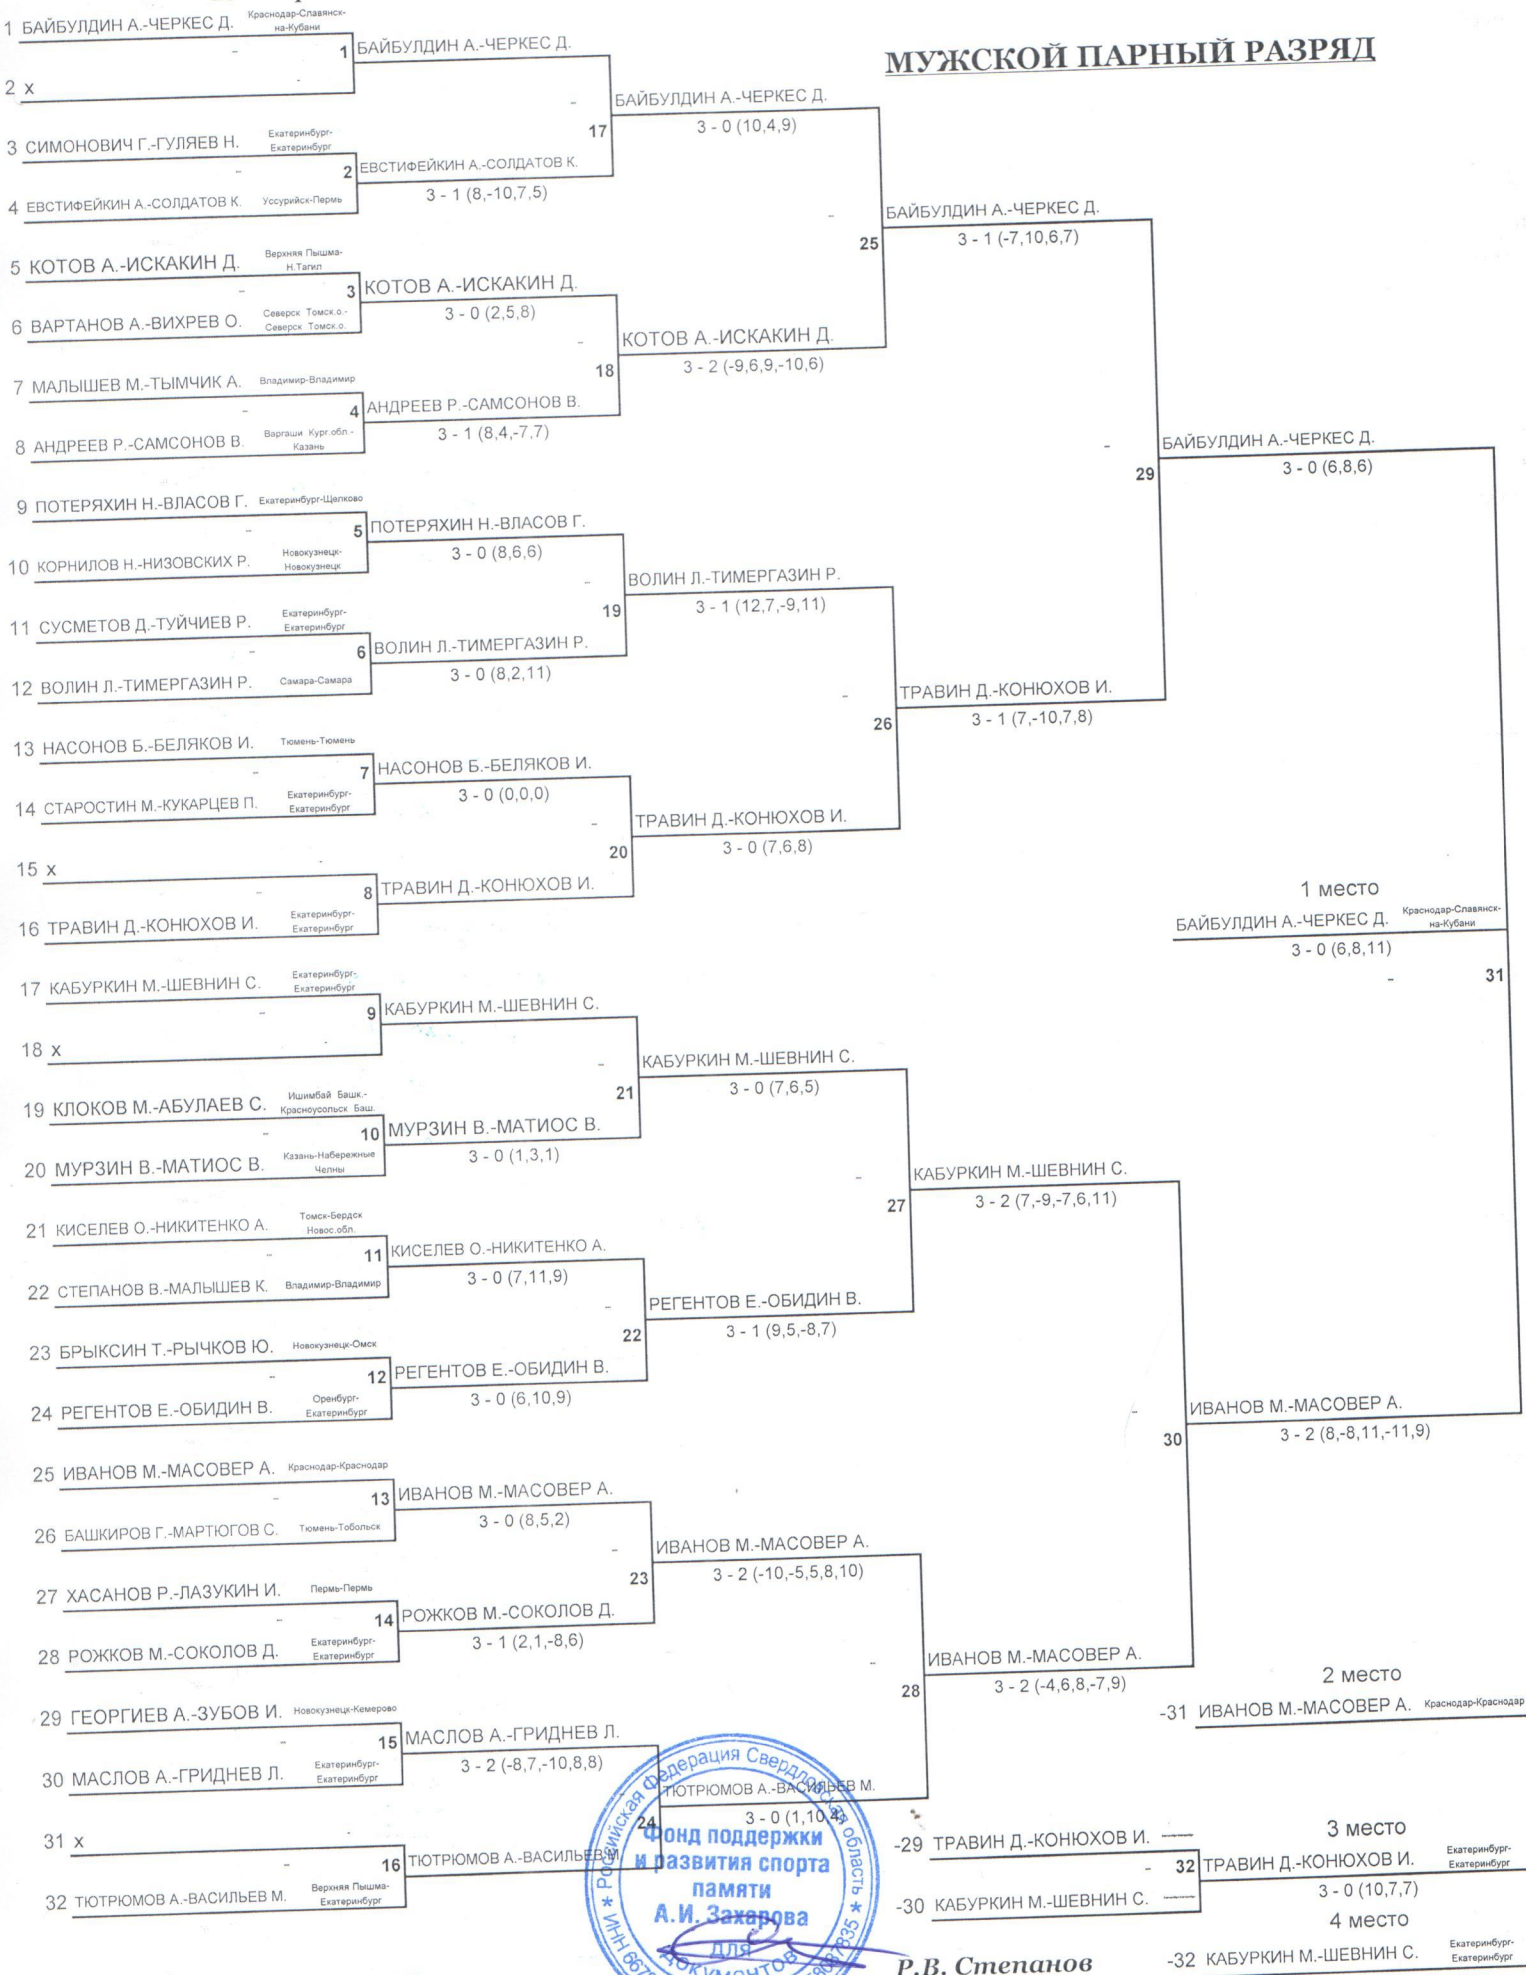 МУЖСКОЙ ПАРНЫЙ РАЗРЯД
1 БАЙБУЛДИН А.-ЧЕРКЕС Д. Краснодар-Славянск-
на-Кубани
1 БАЙБУЛДИН А.-ЧЕРКЕС Д.
2 х
БАЙБУЛДИН А.-ЧЕРКЕС Д.
17 3 - 0 (10,4,9)
3 СИМОНОВИЧ Г.-ГУЛЯЕВ Н. Екатеринбург-
Екатеринбург
2 ЕВСТИФЕЙКИН А.-СОЛДАТОВ К.
3 - 1 (8,-10,7,5)
4 ЕВСТИФЕЙКИН А.-СОЛДАТОВ К. Уссурийск-Пермь
БАЙБУЛДИН А.-ЧЕРКЕС Д.
25 3 - 1 (-7,10,6,7)
5 КОТОВ А.-ИСКАКИН Д. Верхняя Пышма-
Н.Тагил
3 КОТОВ А.-ИСКАКИН Д.
3 - 0 (2,5,8)
6 ВАРТАНОВ А.-ВИХРЕВ О. Северск Томск.о.-
Северск Томск.о.
КОТОВ А.-ИСКАКИН Д.
18 3 - 2 (-9,6,9,-10,6)
7 МАЛЫШЕВ М.-ТЫМЧИК А. Владимир-Владимир
4 АНДРЕЕВ Р.-САМСОНОВ В.
3 - 1 (8,4,-7,7)
8 АНДРЕЕВ Р.-САМСОНОВ В. Варгаши Кург.обл.-
Казань
БАЙБУЛДИН А.-ЧЕРКЕС Д.
29 3 - 0 (6,8,6)
9 ПОТЕРЯХИН Н.-ВЛАСОВ Г. Екатеринбург-Щелково
5 ПОТЕРЯХИН Н.-ВЛАСОВ Г.
3 - 0 (8,6,6)
10 КОРНИЛОВ Н.-НИЗОВСКИХ Р. Новокузнецк-
Новокузнецк
ВОЛИН Л.-ТИМЕРГАЗИН Р.
19 3 - 1 (12,7,-9,11)
11 СУСМЕТОВ Д.-ТУЙЧИЕВ Р. Екатеринбург-
Екатеринбург
6 ВОЛИН Л.-ТИМЕРГАЗИН Р.
3 - 0 (8,2,11)
12 ВОЛИН Л.-ТИМЕРГАЗИН Р. Самара-Самара
ТРАВИН Д.-КОНЮХОВ И.
26 3 - 1 (7,-10,7,8)
13 НАСОНОВ Б.-БЕЛЯКОВ И. Тюмень-Тюмень
7 НАСОНОВ Б.-БЕЛЯКОВ И.
3 - 0 (0,0,0)
14 СТАРОСТИН М.-КУКАРЦЕВ П. Екатеринбург-
Екатеринбург
ТРАВИН Д.-КОНЮХОВ И.
20 3 - 0 (7,6,8)
15 х
8 ТРАВИН Д.-КОНЮХОВ И.
16 ТРАВИН Д.-КОНЮХОВ И. Екатеринбург-
Екатеринбург
1 место
БАЙБУЛДИН А.-ЧЕРКЕС Д. Краснодар-Славянск-
на-Кубани
3 - 0 (6,8,11)
31
17 КАБУРКИН М.-ШЕВНИН С. Екатеринбург-
Екатеринбург
9 КАБУРКИН М.-ШЕВНИН С.
18 х
КАБУРКИН М.-ШЕВНИН С.
21 3 - 0 (7,6,5)
19 КЛОКОВ М.-АБУЛАЕВ С. Ишимбай Башк.-
Красноусольск Баш.
10 МУРЗИН В.-МАТИОС В.
3 - 0 (1,3,1)
20 МУРЗИН В.-МАТИОС В. Казань-Набережные
Челны
КАБУРКИН М.-ШЕВНИН С.
27 3 - 2 (7,-9,-7,6,11)
21 КИСЕЛЕВ О.-НИКИТЕНКО А. Томск-Бердск
Новос.обл.
11 КИСЕЛЕВ О.-НИКИТЕНКО А.
3 - 0 (7,11,9)
22 СТЕПАНОВ В.-МАЛЫШЕВ К. Владимир-Владимир
РЕГЕНТОВ Е.-ОБИДИН В.
22 3 - 1 (9,5,-8,7)
23 БРЫКСИН Т.-РЫЧКОВ Ю. Новокузнецк-Омск
12 РЕГЕНТОВ Е.-ОБИДИН В.
3 - 0 (6,10,9)
24 РЕГЕНТОВ Е.-ОБИДИН В. Оренбург-
Екатеринбург
ИВАНОВ М.-МАСОВЕР А.
30 3 - 2 (8,-8,11,-11,9)
25 ИВАНОВ М.-МАСОВЕР А. Краснодар-Краснодар
13 ИВАНОВ М.-МАСОВЕР А.
3 - 0 (8,5,2)
26 БАШКИРОВ Г.-МАРТЮГОВ С. Тюмень-Тобольск
ИВАНОВ М.-МАСОВЕР А.
23 3 - 2 (-10,-5,5,8,10)
27 ХАСАНОВ Р.-ЛАЗУКИН И. Пермь-Пермь
14 РОЖКОВ М.-СОКОЛОВ Д.
3 - 1 (2,1,-8,6)
28 РОЖКОВ М.-СОКОЛОВ Д. Екатеринбург-
Екатеринбург
ИВАНОВ М.-МАСОВЕР А.
28 3 - 2 (-4,6,8,-7,9)
2 место
-31 ИВАНОВ М.-МАСОВЕР А. Краснодар-Краснодар
29 ГЕОРГИЕВ А.-ЗУБОВ И. Новокузнецк-Кемерово
15 МАСЛОВ А.-ГРИДНЕВ Л.
3 - 2 (-8,7,-10,8,8)
30 МАСЛОВ А.-ГРИДНЕВ Л. Екатеринбург-
Екатеринбург
ТЮТРЮМОВ А.-ВАСИЛЬЕВ М.
24 3 - 0 (1,10,4)
31 х
16 ТЮТРЮМОВ А.-ВАСИЛЬЕВ М.
32 ТЮТРЮМОВ А.-ВАСИЛЬЕВ М. Верхняя Пышма-
Екатеринбург
3 место
-29 ТРАВИН Д.-КОНЮХОВ И.
32 ТРАВИН Д.-КОНЮХОВ И. Екатеринбург-
Екатеринбург
3 - 0 (10,7,7)
-30 КАБУРКИН М.-ШЕВНИН С.
4 место
-32 КАБУРКИН М.-ШЕВНИН С. Екатеринбург-
Екатеринбург
Российская Федерация Свердловская область
Фонд поддержки
и развития спорта
памяти
А.И. Захарова
для
документов
ИНН
Р.В. Степанов